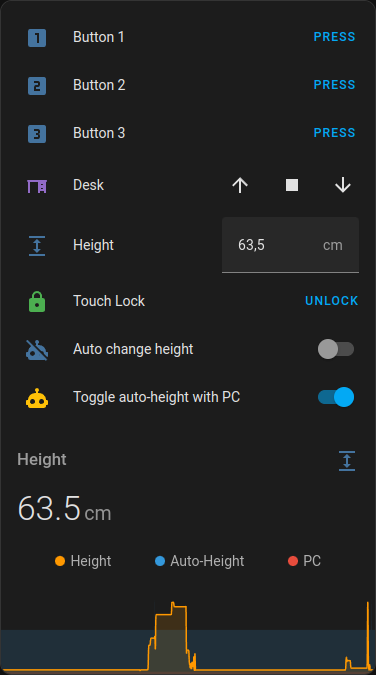 1 Button 1 PRESS
2 Button 2 PRESS
3 Button 3 PRESS
Desk
Height 63,5 cm
Touch Lock UNLOCK
Auto change height
Toggle auto-height with PC
Height
63.5 cm
Height Auto-Height PC